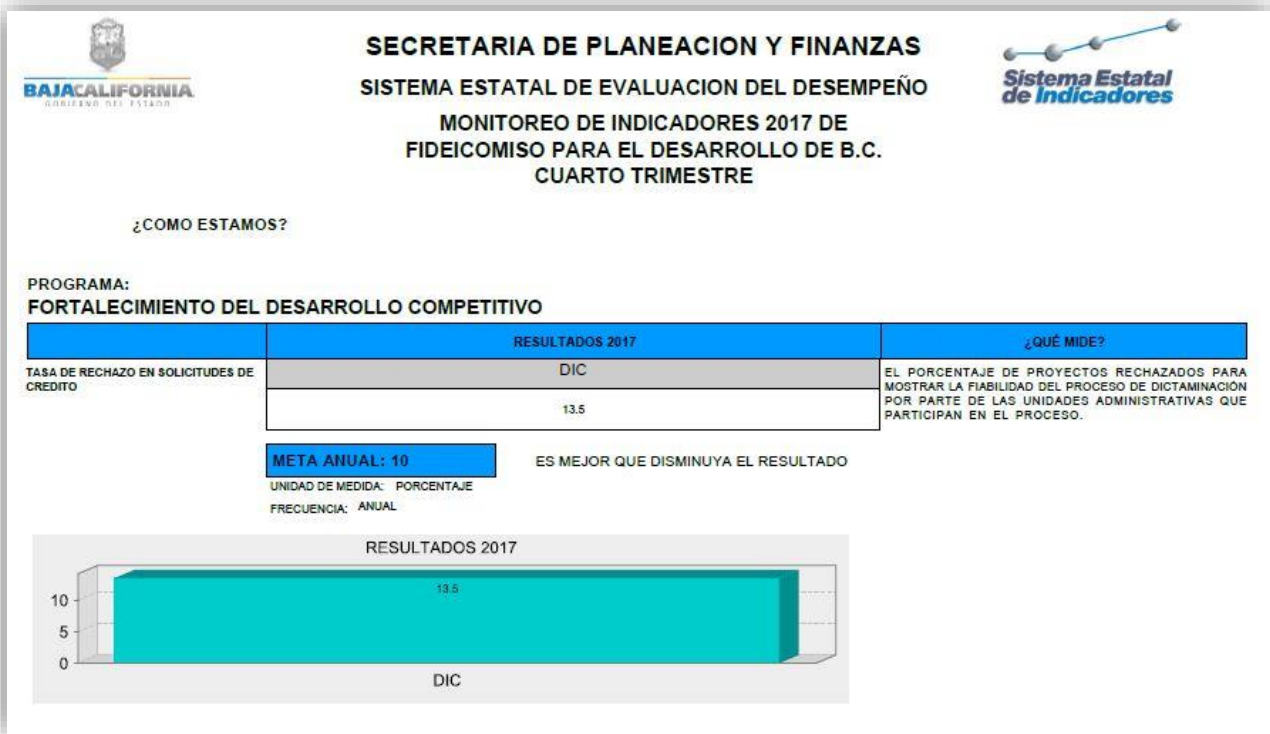 SECRETARIA DE PLANEACION Y FINANZAS
BAJACALIFORNIA
GOBIERNO DEL ESTADO
SISTEMA ESTATAL DE EVALUACION DEL DESEMPEÑO
Sistema Estatal
de Indicadores
MONITOREO DE INDICADORES 2017 DE
FIDEICOMISO PARA EL DESARROLLO DE B.C.
CUARTO TRIMESTRE
¿COMO ESTAMOS?
PROGRAMA:
FORTALECIMIENTO DEL DESARROLLO COMPETITIVO
RESULTADOS 2017
¿QUÉ MIDE?
TASA DE RECHAZO EN SOLICITUDES DE
CREDITO
DIC
13.5
EL PORCENTAJE DE PROYECTOS RECHAZADOS PARA
MOSTRAR LA FIABILIDAD DEL PROCESO DE DICTAMINACIÓN
POR PARTE DE LAS UNIDADES ADMINISTRATIVAS QUE
PARTICIPAN EN EL PROCESO.
META ANUAL: 10
ES MEJOR QUE DISMINUYA EL RESULTADO
UNIDAD DE MEDIDA: PORCENTAJE
FRECUENCIA: ANUAL
RESULTADOS 2017
13.5
10
5
0
DIC